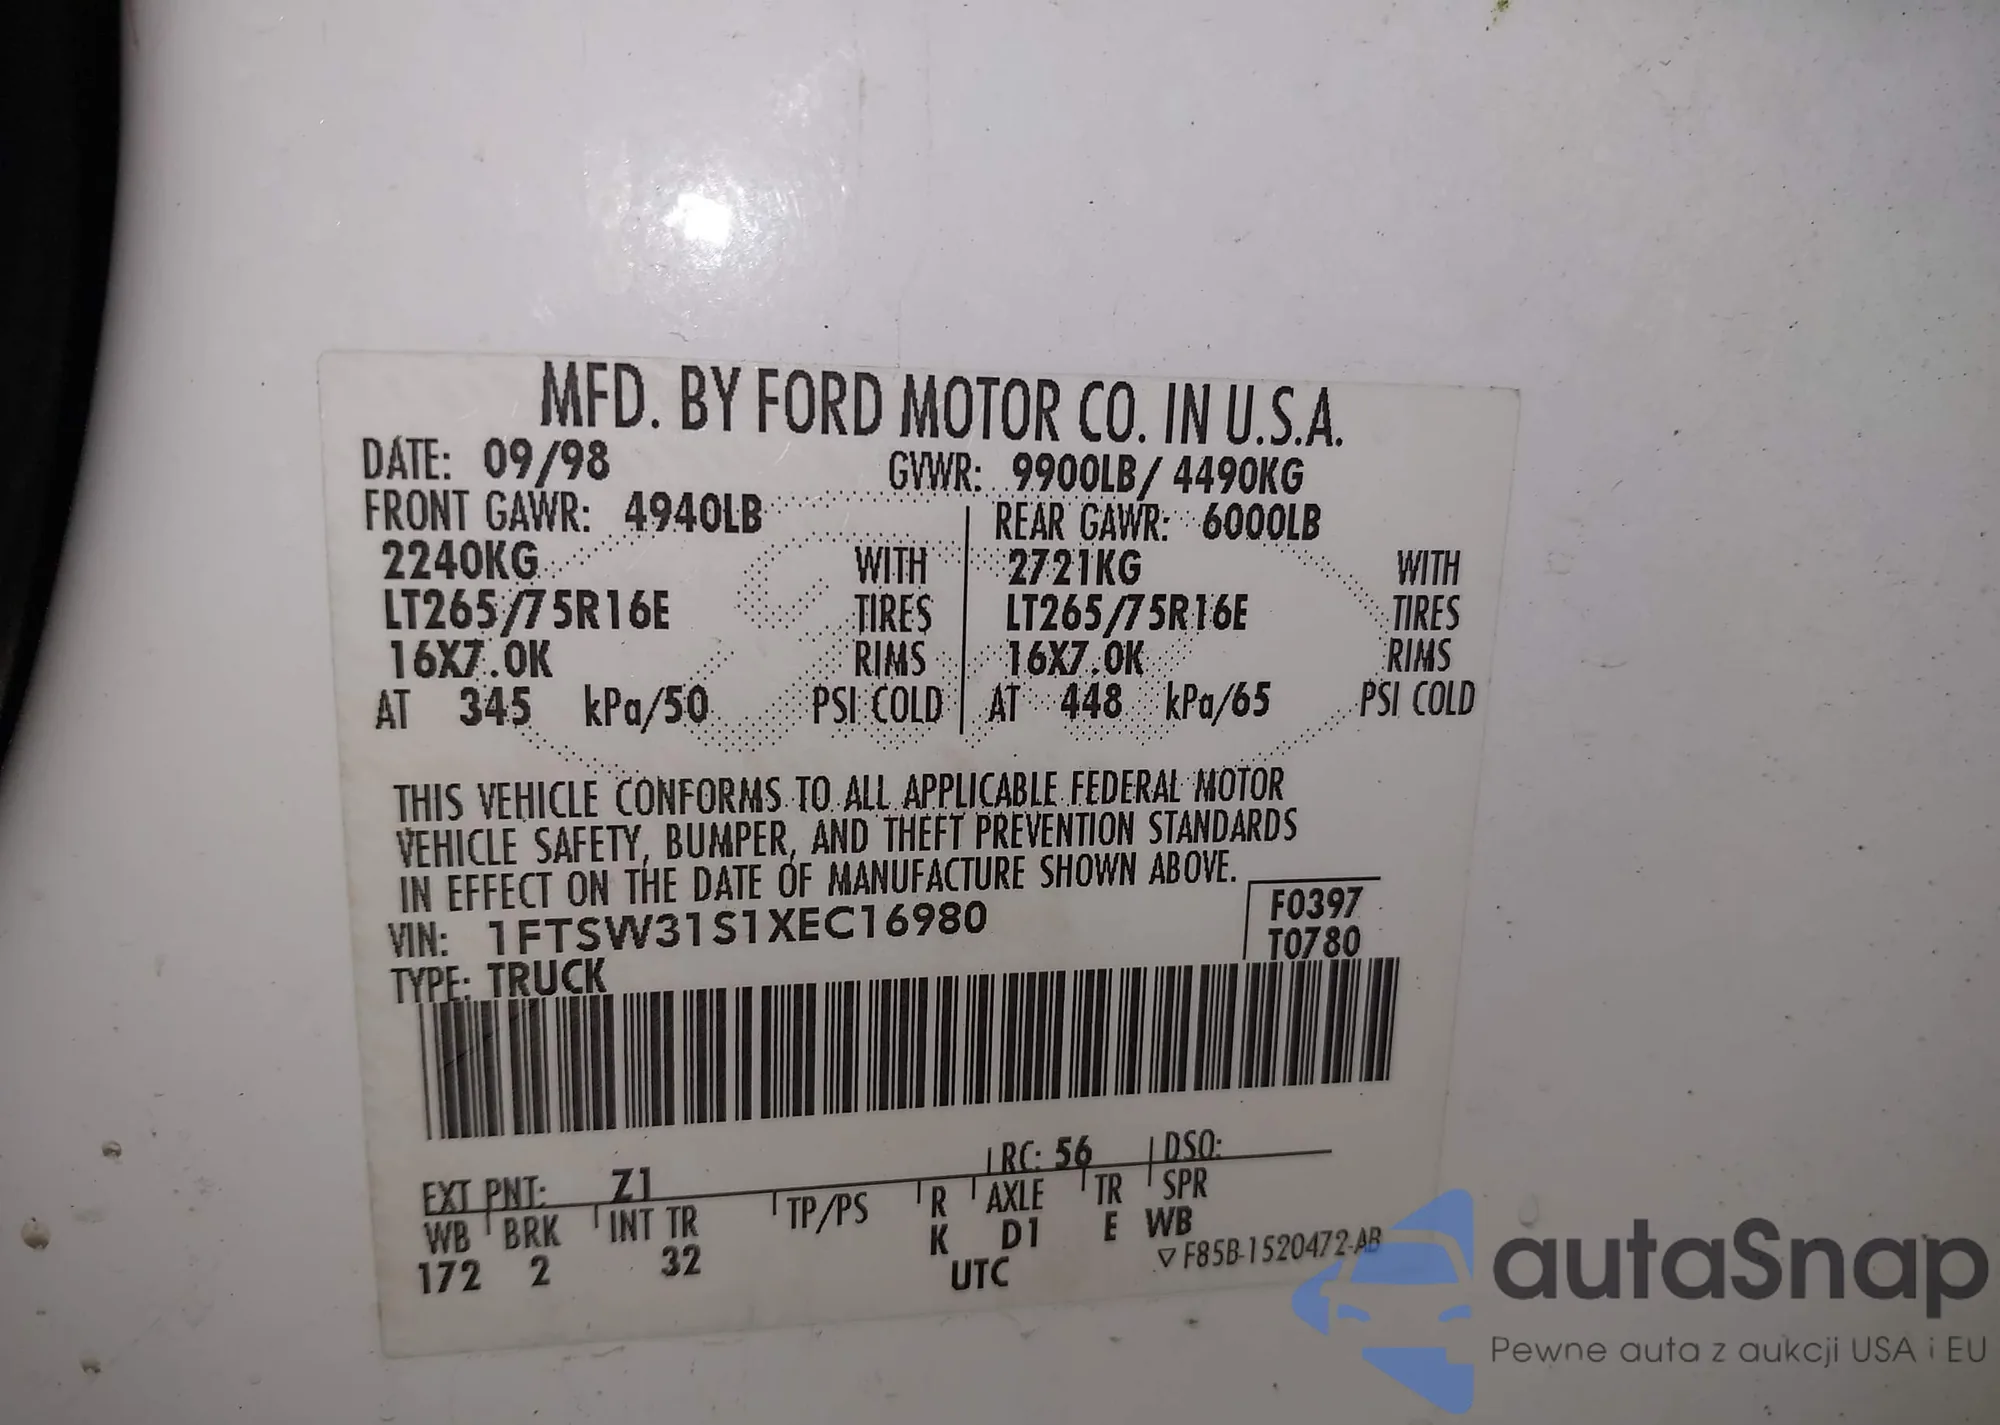 MFD. BY FORD MOTOR CO. IN U.S.A.
DATE: 09/98 GVWR: 9900LB/ 4490KG
FRONT GAWR: 4940LB REAR GAWR: 6000LB
2240KG WITH 2721KG WITH
LT265/75R16E TIRES LT265/75R16E TIRES
16X7.0K RIMS 16X7.0K RIMS
AT 345 kPa/50 PSI COLD AT 448 kPa/65 PSI COLD
THIS VEHICLE CONFORMS TO ALL APPLICABLE FEDERAL MOTOR
VEHICLE SAFETY, BUMPER, AND THEFT PREVENTION STANDARDS
IN EFFECT ON THE DATE OF MANUFACTURE SHOWN ABOVE.
VIN: 1FTSW31S1XEC16980
F0397
T0780
TYPE: TRUCK
EXT PNT: Z1 RC: 56 DSO:
WB BRK INT TR TP/PS R AXLE TR SPR
172 2 32 K D1 E WB
UTC
▽ F85B-1520472-AB
autaSnap
Pewne auta z aukcji USA i EU